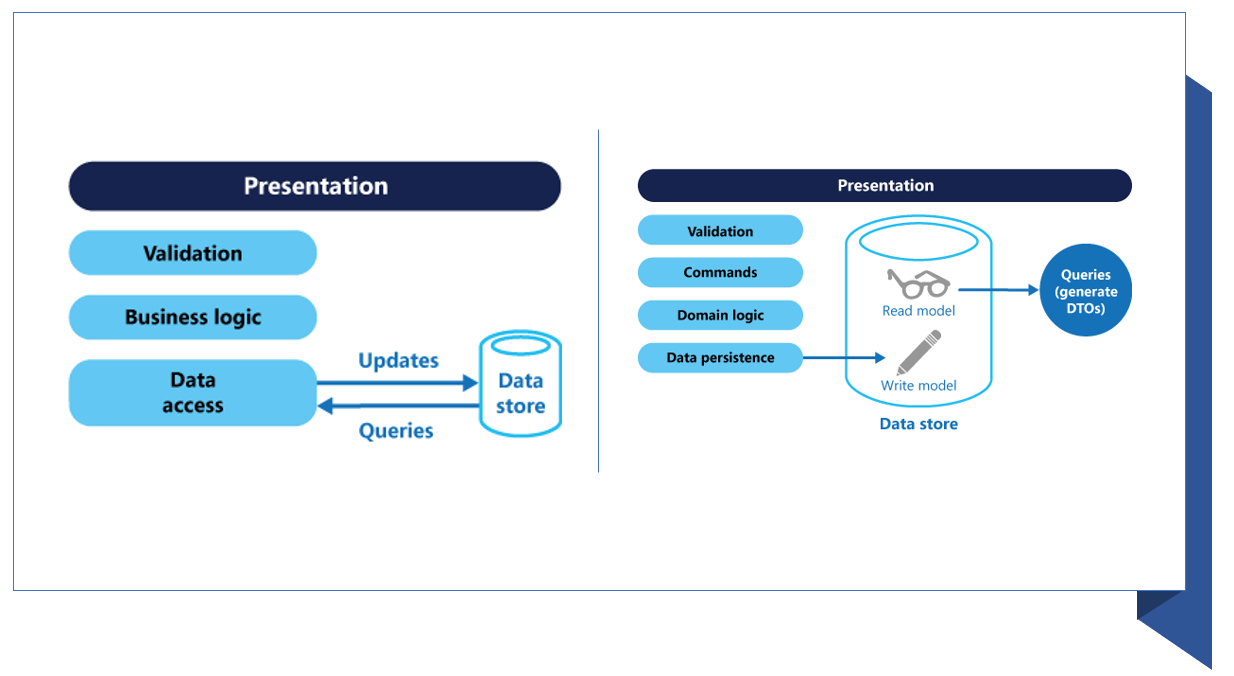 Presentation
Validation
Business logic
Data
access
Updates
Queries
Data
store
Presentation
Validation
Commands
Domain logic
Data persistence
Read model
Write model
Data store
Queries
(generate
DTOs)